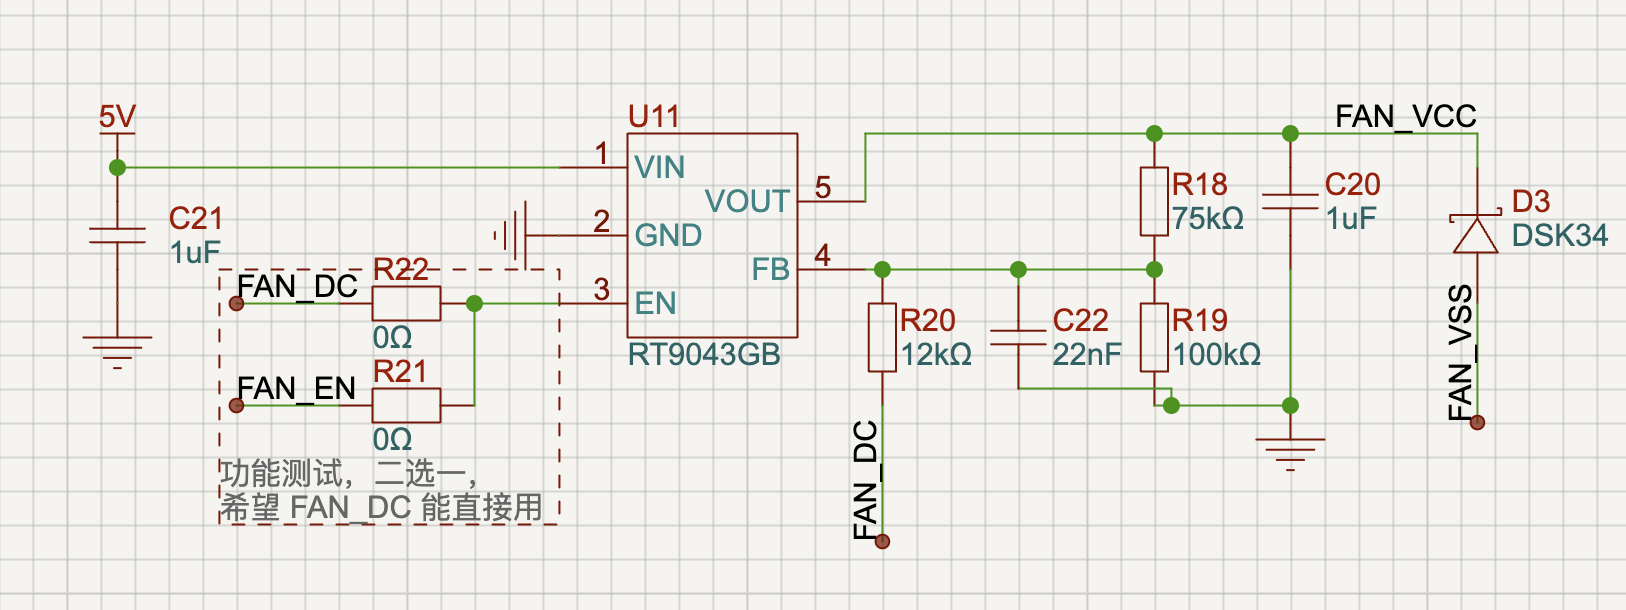 5V
C21
1uF
FAN_DC
R22
0Ω
FAN_EN
R21
0Ω
功能测试，二选一，
希望 FAN_DC 能直接用
U11
1
VIN
2
GND
3
EN
VOUT
5
FB
4
RT9043GB
R20
12kΩ
FAN_DC
C22
22nF
R18
75kΩ
R19
100kΩ
C20
1uF
FAN_VCC
D3
DSK34
FAN_VSS